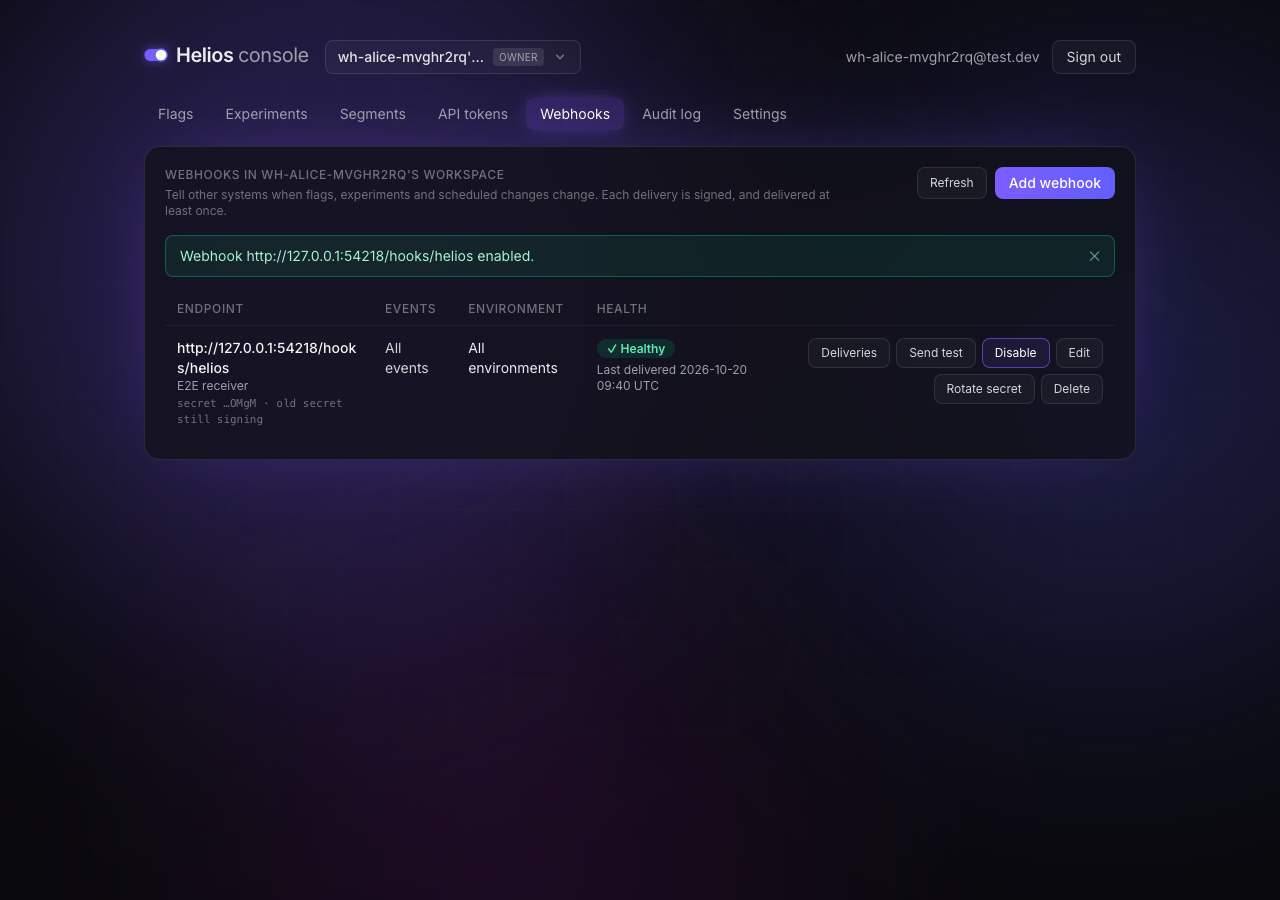 Helios console
wh-alice-mvghr2rq'... OWNER
wh-alice-mvghr2rq@test.dev
Sign out
Flags Experiments Segments API tokens Webhooks Audit log Settings
WEBHOOKS IN WH-ALICE-MVGHR2RQ'S WORKSPACE
Tell other systems when flags, experiments and scheduled changes change. Each delivery is signed, and delivered at
least once.
Refresh
Add webhook
Webhook http://127.0.0.1:54218/hooks/helios enabled.
ENDPOINT EVENTS ENVIRONMENT HEALTH
http://127.0.0.1:54218/hook
s/helios
E2E receiver
secret …OMgM · old secret
still signing
All
events
All
environments
✓ Healthy
Last delivered 2026-10-20
09:40 UTC
Deliveries Send test Disable Edit
Rotate secret Delete